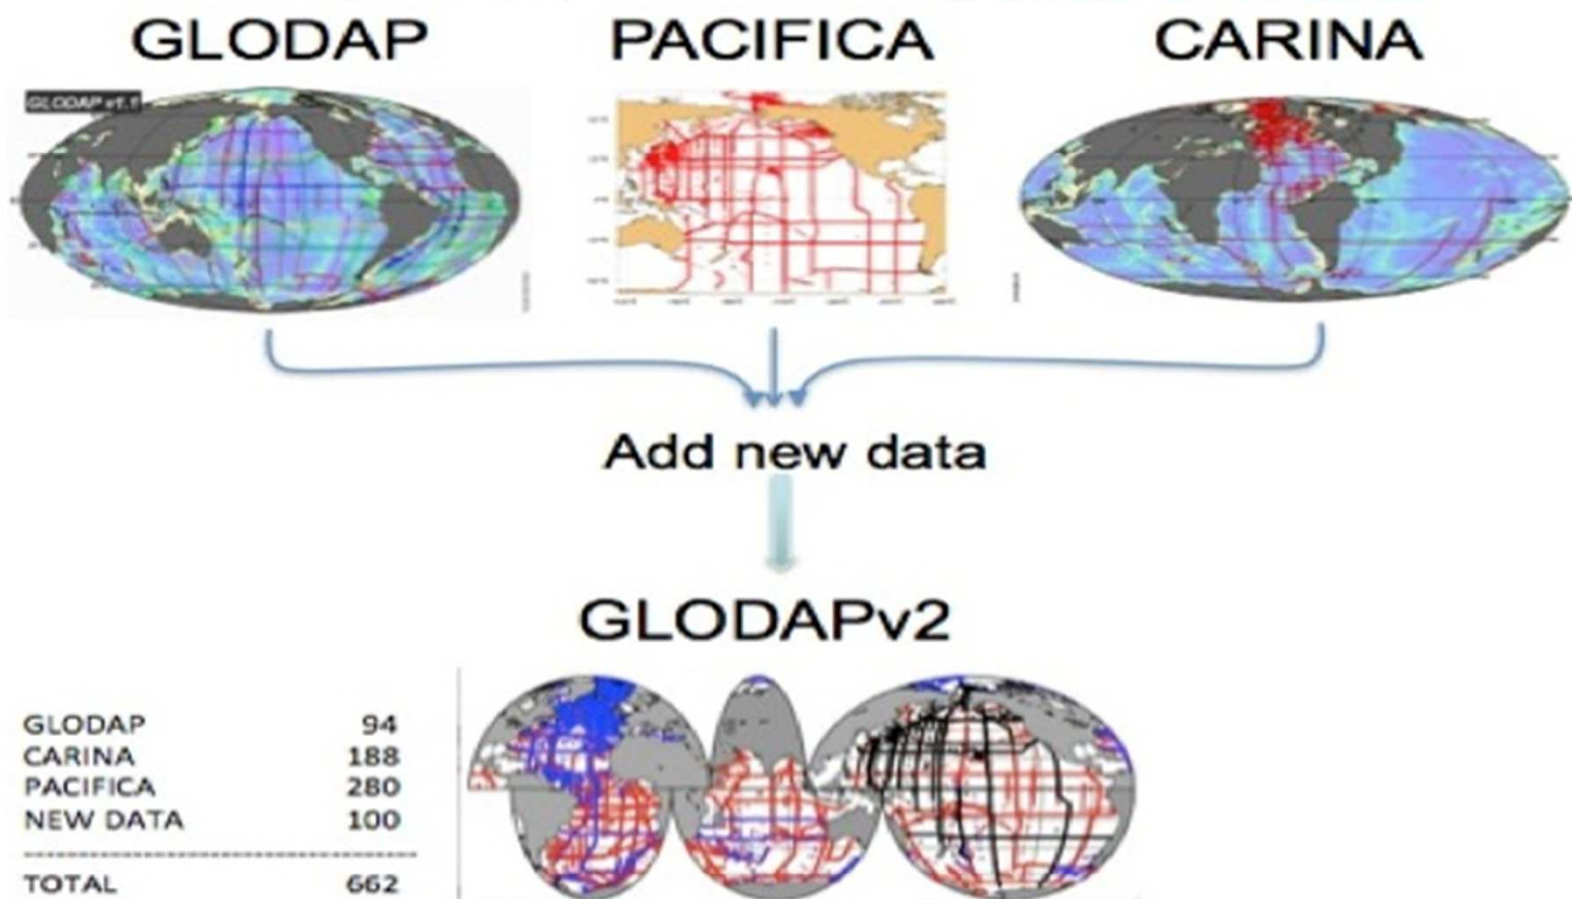 GLODAP PACIFICA CARINA
GLODAP v1.1
Add new data
GLODAPv2
GLODAP 94
CARINA 188
PACIFICA 280
NEW DATA 100
TOTAL 662